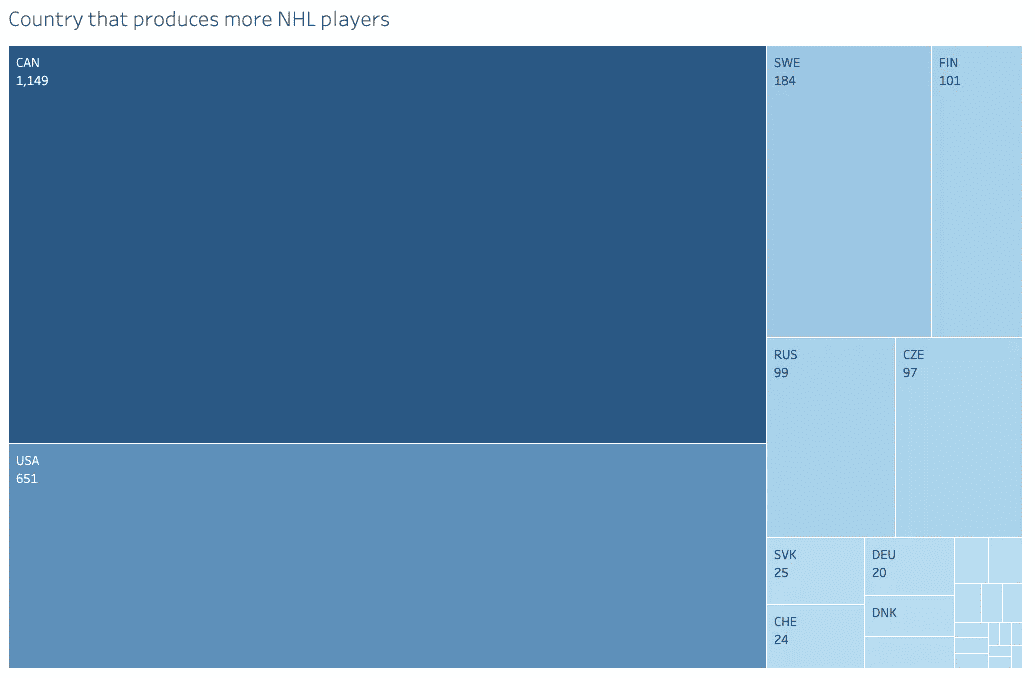 Country that produces more NHL players
CAN
1,149
SWE
184
FIN
101
RUS
99
CZE
97
USA
651
SVK
25
DEU
20
DNK
CHE
24